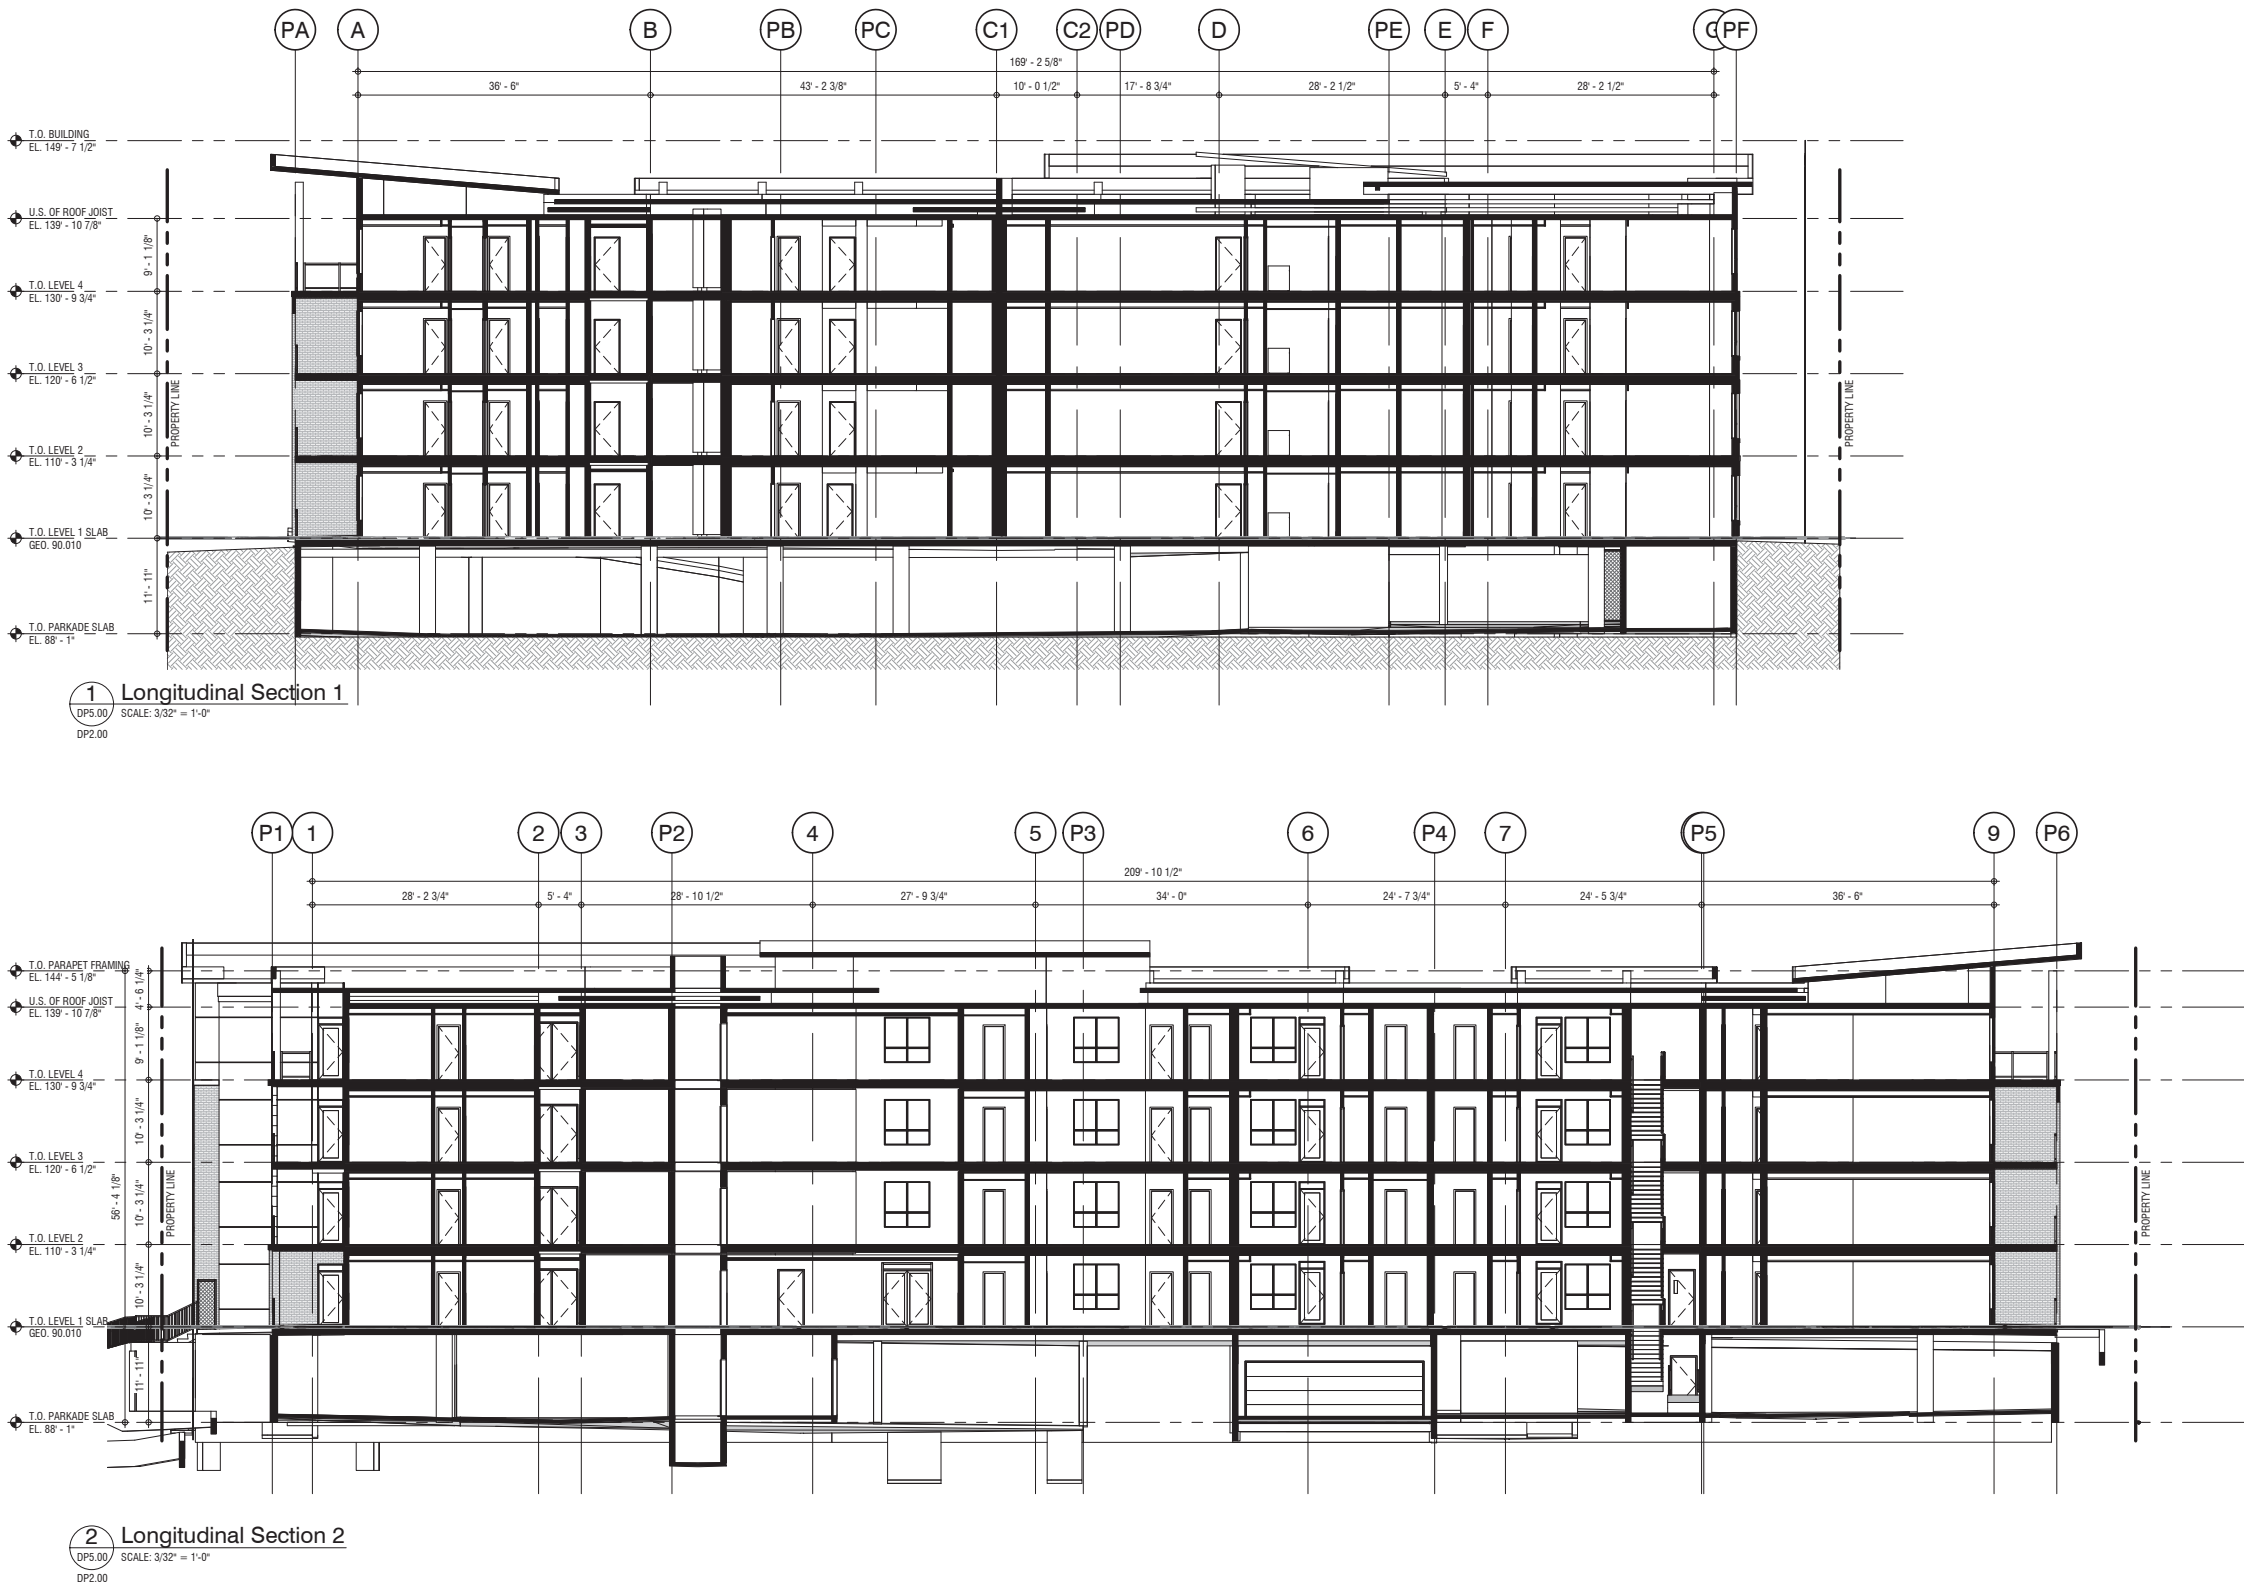 PA A B PB PC C1 C2 PD D PE E F G PF
169' - 2 5/8"
36' - 6" 43' - 2 3/8" 10' - 0 1/2" 17' - 8 3/4" 28' - 2 1/2" 5' - 4" 28' - 2 1/2"
T.O. BUILDING
EL. 149' - 7 1/2"
U.S. OF ROOF JOIST
EL. 139' - 10 7/8"
9' - 1 1/8"
T.O. LEVEL 4
EL. 130' - 9 3/4"
10' - 3 1/4"
T.O. LEVEL 3
EL. 120' - 6 1/2"
10' - 3 1/4"
PROPERTY LINE
PROPERTY LINE
T.O. LEVEL 2
EL. 110' - 3 1/4"
10' - 3 1/4"
T.O. LEVEL 1 SLAB
GEO. 90.010
11' - 11"
T.O. PARKADE SLAB
EL. 88' - 1"
1 Longitudinal Section 1
DP5.00 SCALE: 3/32" = 1'-0"
DP2.00
P1 1 2 3 P2 4 5 P3 6 P4 7 P5 9 P6
209' - 10 1/2"
28' - 2 3/4" 5' - 4" 28' - 10 1/2" 27' - 9 3/4" 34' - 0" 24' - 7 3/4" 24' - 5 3/4" 36' - 6"
T.O. PARAPET FRAMING
EL. 144' - 5 1/8"
4' - 6 1/4"
U.S. OF ROOF JOIST
EL. 139' - 10 7/8"
9' - 1 1/8"
T.O. LEVEL 4
EL. 130' - 9 3/4"
10' - 3 1/4"
T.O. LEVEL 3
EL. 120' - 6 1/2"
56' - 4 1/8"
10' - 3 1/4"
PROPERTY LINE
PROPERTY LINE
T.O. LEVEL 2
EL. 110' - 3 1/4"
10' - 3 1/4"
T.O. LEVEL 1 SLAB
GEO. 90.010
11' - 11"
T.O. PARKADE SLAB
EL. 88' - 1"
2 Longitudinal Section 2
DP5.00 SCALE: 3/32" = 1'-0"
DP2.00